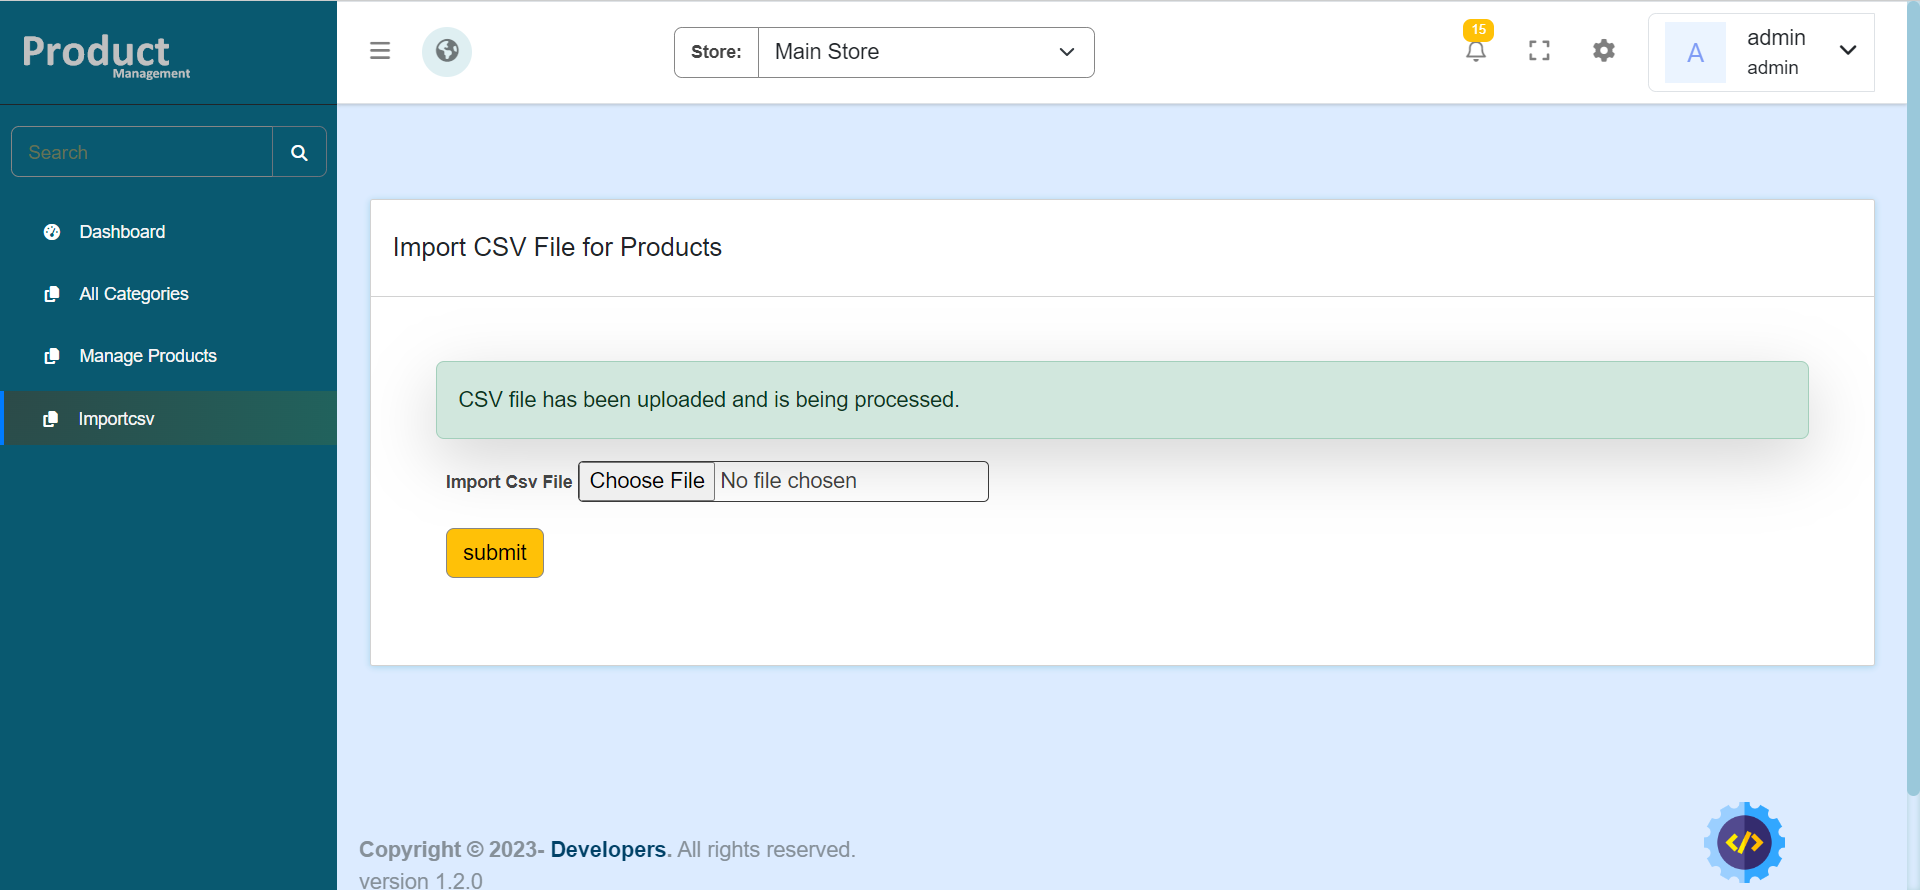 Product
Management
Search
Dashboard
All Categories
Manage Products
Importcsv
Store: Main Store
15
A
admin
admin
Import CSV File for Products
CSV file has been uploaded and is being processed.
Import Csv File Choose File No file chosen
submit
Copyright © 2023- Developers. All rights reserved.
version 1.2.0